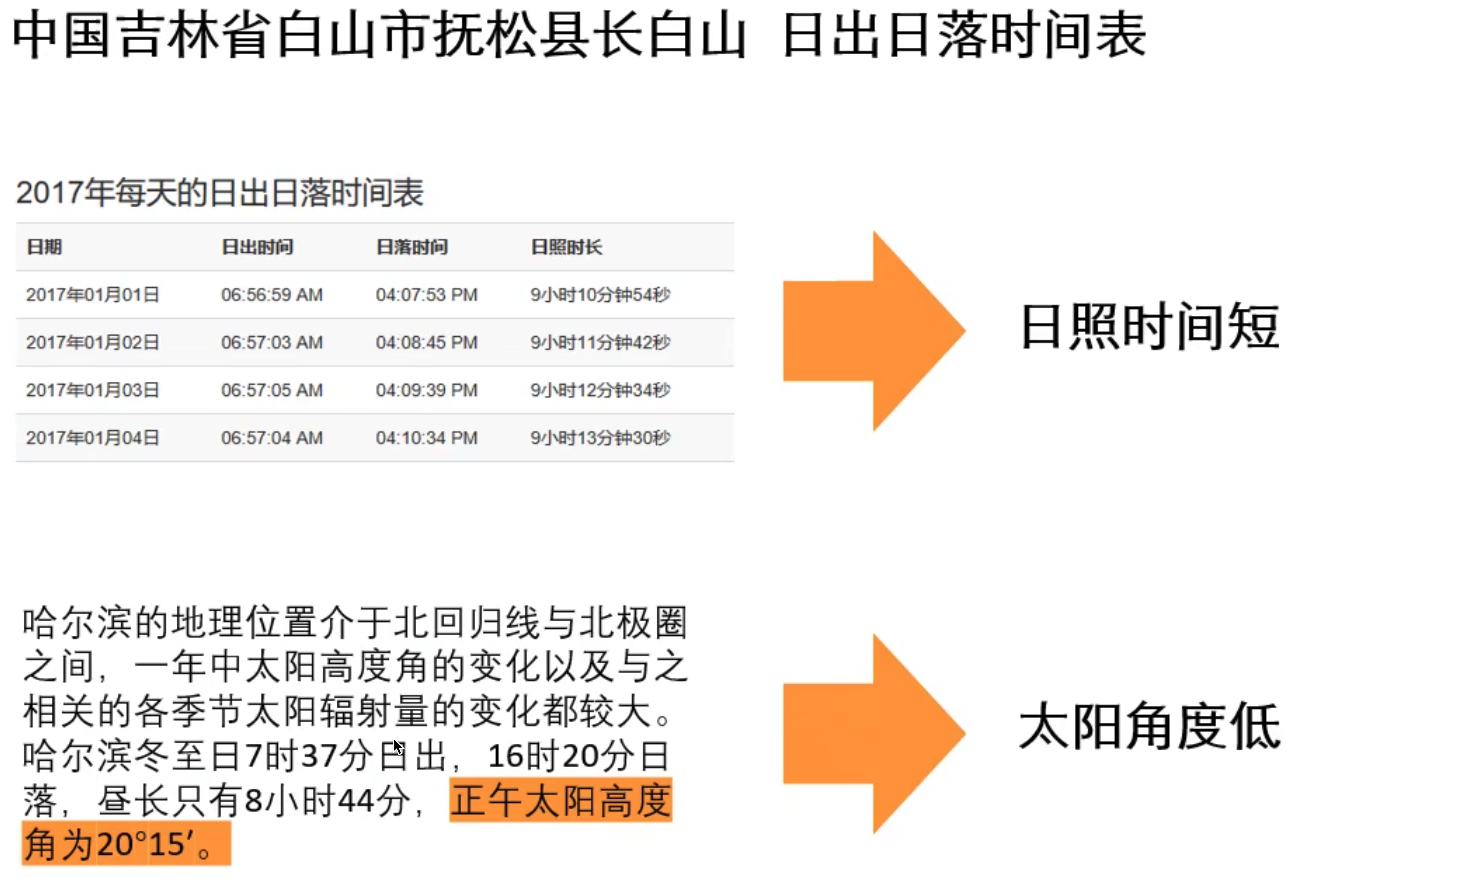 中国吉林省白山市抚松县长白山 日出日落时间表
2017年每天的日出日落时间表
日期 日出时间 日落时间 日照时长
2017年01月01日 06:56:59 AM 04:07:53 PM 9小时10分钟54秒
2017年01月02日 06:57:03 AM 04:08:45 PM 9小时11分钟42秒
2017年01月03日 06:57:05 AM 04:09:39 PM 9小时12分钟34秒
2017年01月04日 06:57:04 AM 04:10:34 PM 9小时13分钟30秒
日照时间短
哈尔滨的地理位置介于北回归线与北极圈
之间，一年中太阳高度角的变化以及与之
相关的各季节太阳辐射量的变化都较大。
哈尔滨冬至日7时37分日出，16时20分日
落，昼长只有8小时44分，正午太阳高度
角为20°15′。
太阳角度低